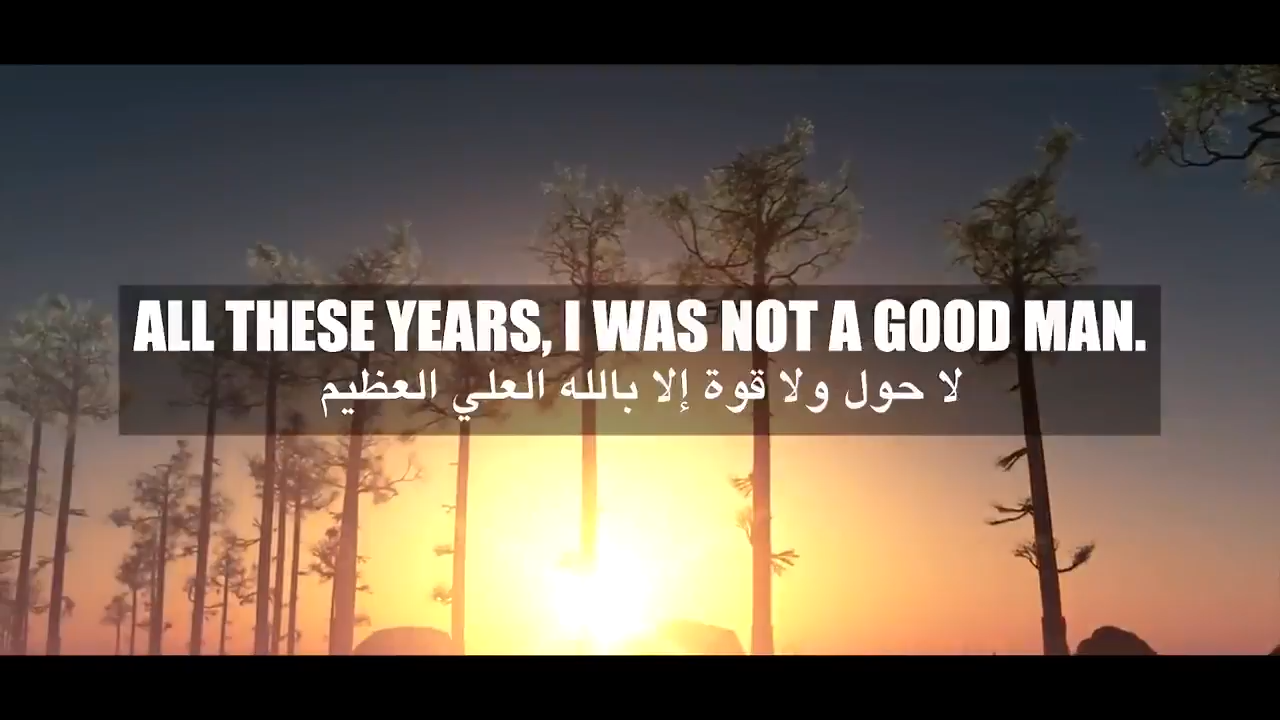 ALL THESE YEARS, I WAS NOT A GOOD MAN.
لا حول ولا قوة إلا بالله العلي العظيم